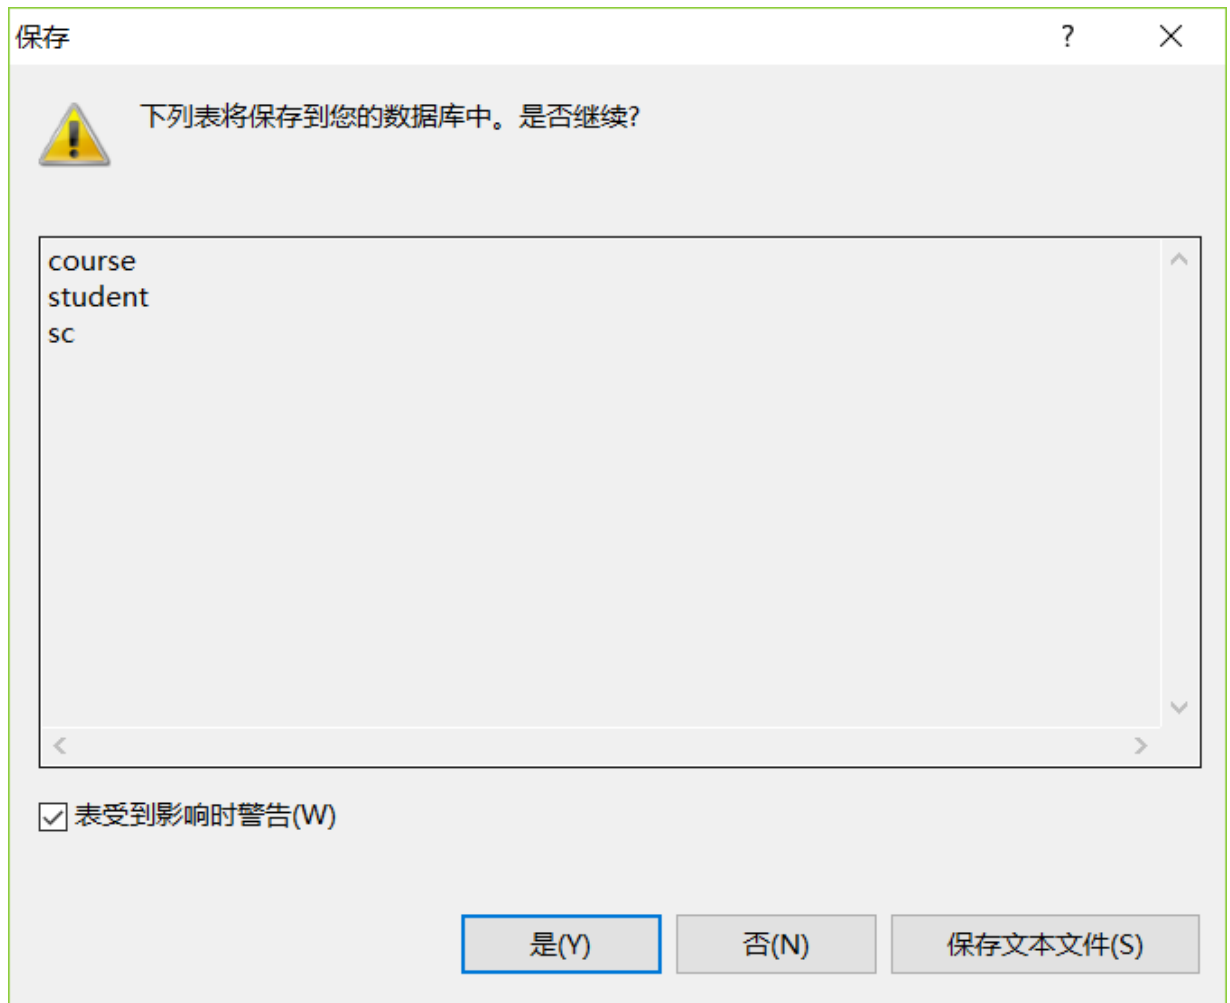 保存
?
下列表将保存到您的数据库中。是否继续?
course
student
sc
表受到影响时警告(W)
是(Y)
否(N)
保存文本文件(S)